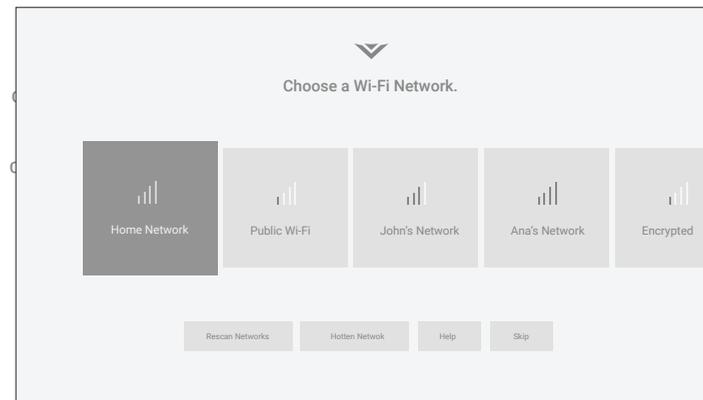 Choose a Wi-Fi Network.
Home Network
Public Wi-Fi
John's Network
Ana's Network
Encrypted
Rescan Networks
Hotten Netwok
Help
Skip